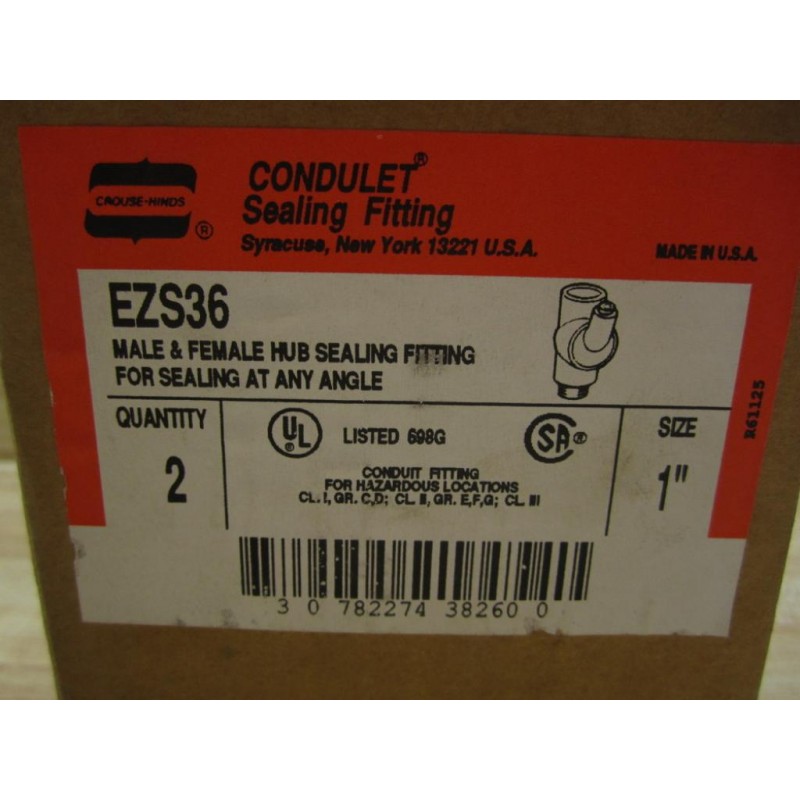 CROUSE-HINDS
®
CONDULET®
Sealing Fitting
Syracuse, New York 13221 U.S.A.
MADE IN U.S.A.
EZS36
MALE & FEMALE HUB SEALING FITTING
FOR SEALING AT ANY ANGLE
R61125
QUANTITY
2
UL
LISTED 698G
SA ®
CONDUIT FITTING
FOR HAZARDOUS LOCATIONS
CL. I, GR. C,D; CL. II, GR. E,F,G; CL. III
SIZE
1"
3 0 782274 38260 0